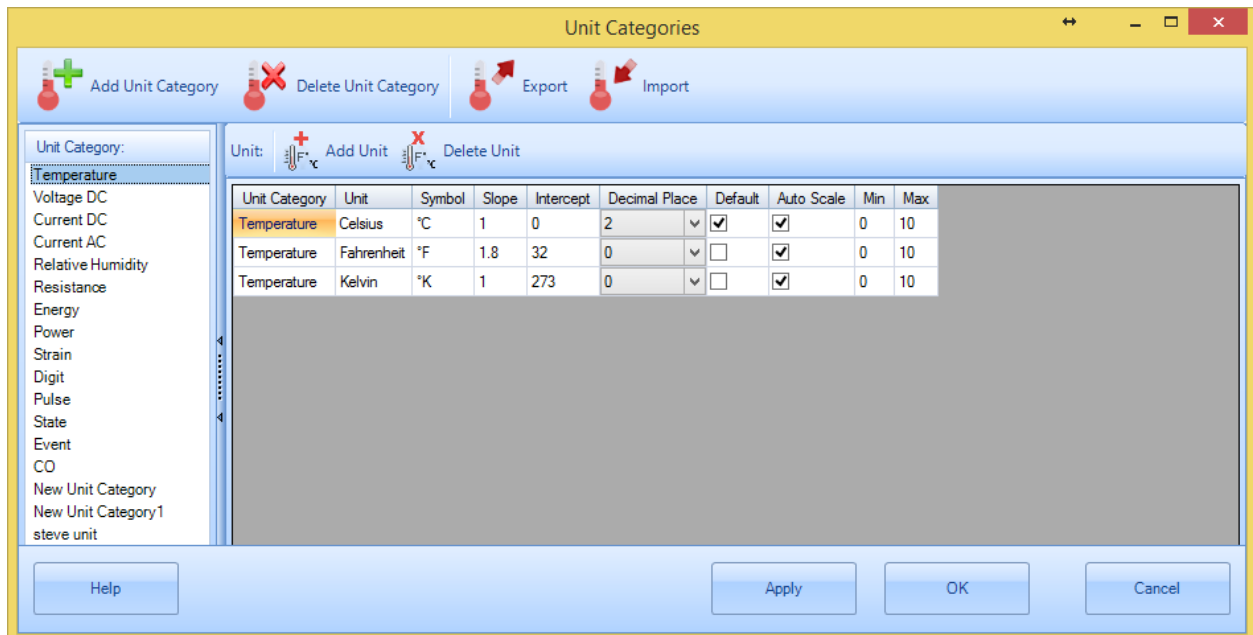 Unit Categories
Add Unit Category Delete Unit Category Export Import
Unit Category:
Temperature
Voltage DC
Current DC
Current AC
Relative Humidity
Resistance
Energy
Power
Strain
Digit
Pulse
State
Event
CO
New Unit Category
New Unit Category1
steve unit
Unit: F° °C Add Unit F° °C Delete Unit
Unit Category Unit Symbol Slope Intercept Decimal Place Default Auto Scale Min Max
Temperature Celsius °C 1 0 2 0 10
Temperature Fahrenheit °F 1.8 32 0 0 10
Temperature Kelvin °K 1 273 0 0 10
Help Apply OK Cancel